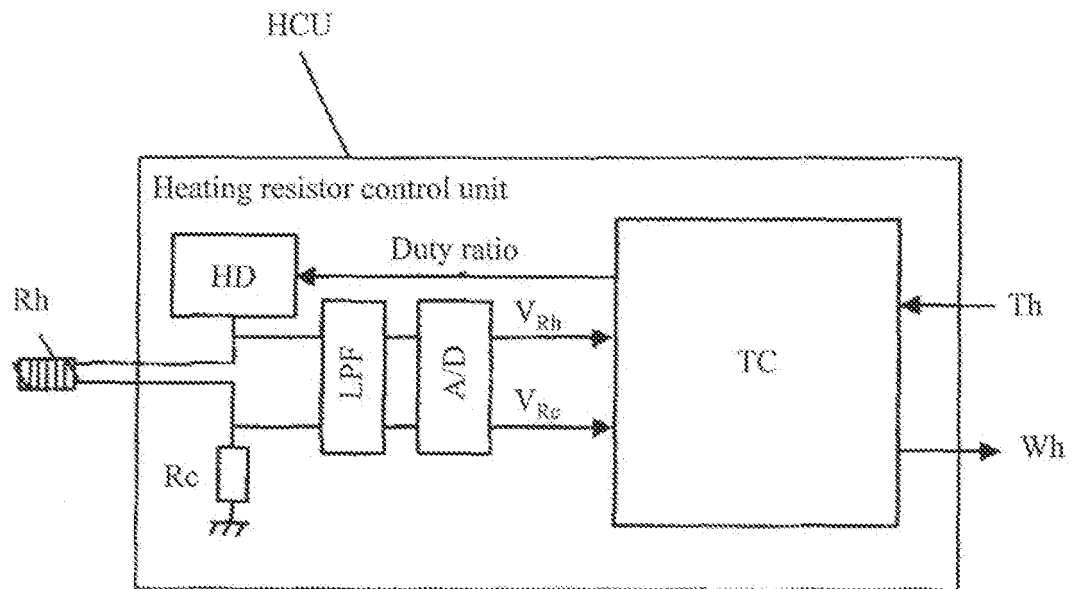 HCU
Heating resistor control unit
HD
Duty ratio
Rh
LPF
A/D
V_Rh
V_Rc
TC
Th
Wh
Rc